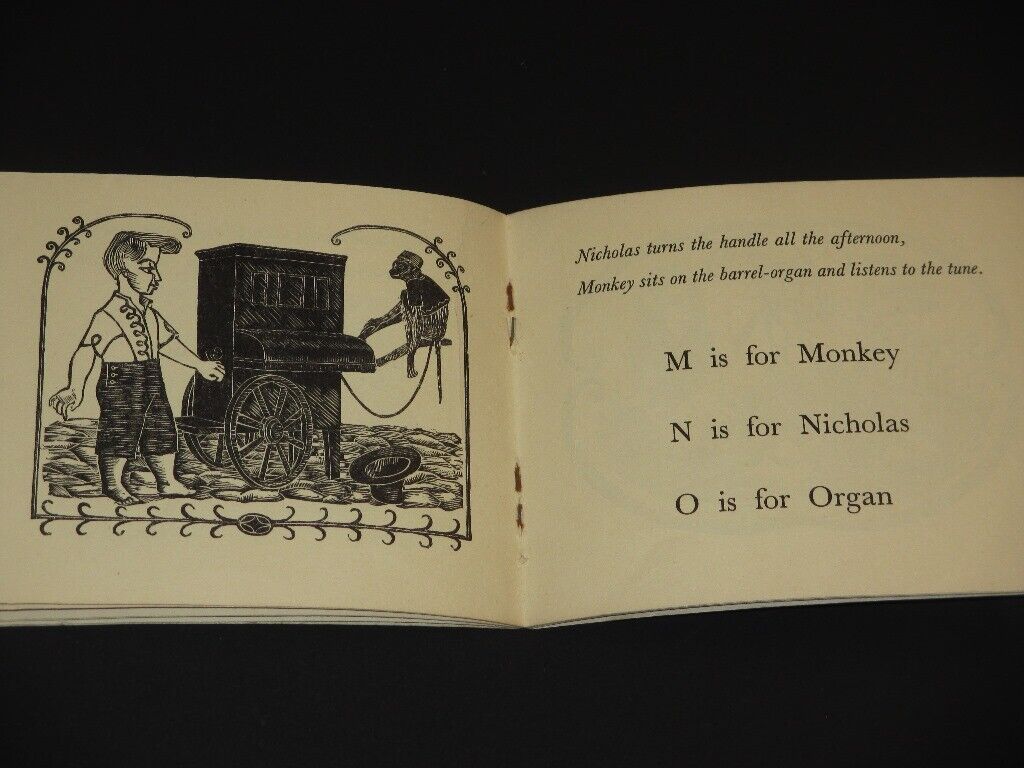 Nicholas turns the handle all the afternoon,
Monkey sits on the barrel-organ and listens to the tune.
M is for Monkey
N is for Nicholas
O is for Organ